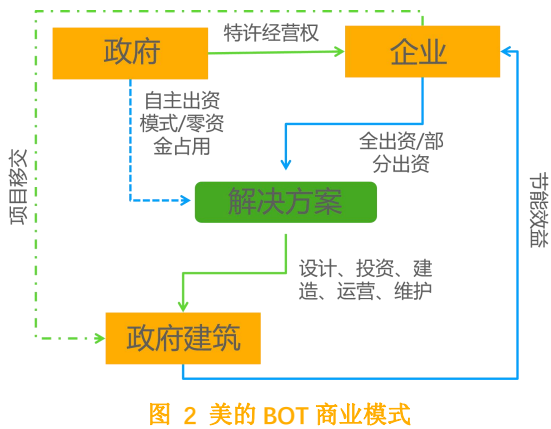 政府
特许经营权
企业
自主出资
模式/零资
金占用
全出资/部
分出资
项目移交
解决方案
节能效益
设计、投资、建
造、运营、维护
政府建筑
图 2 美的 BOT 商业模式